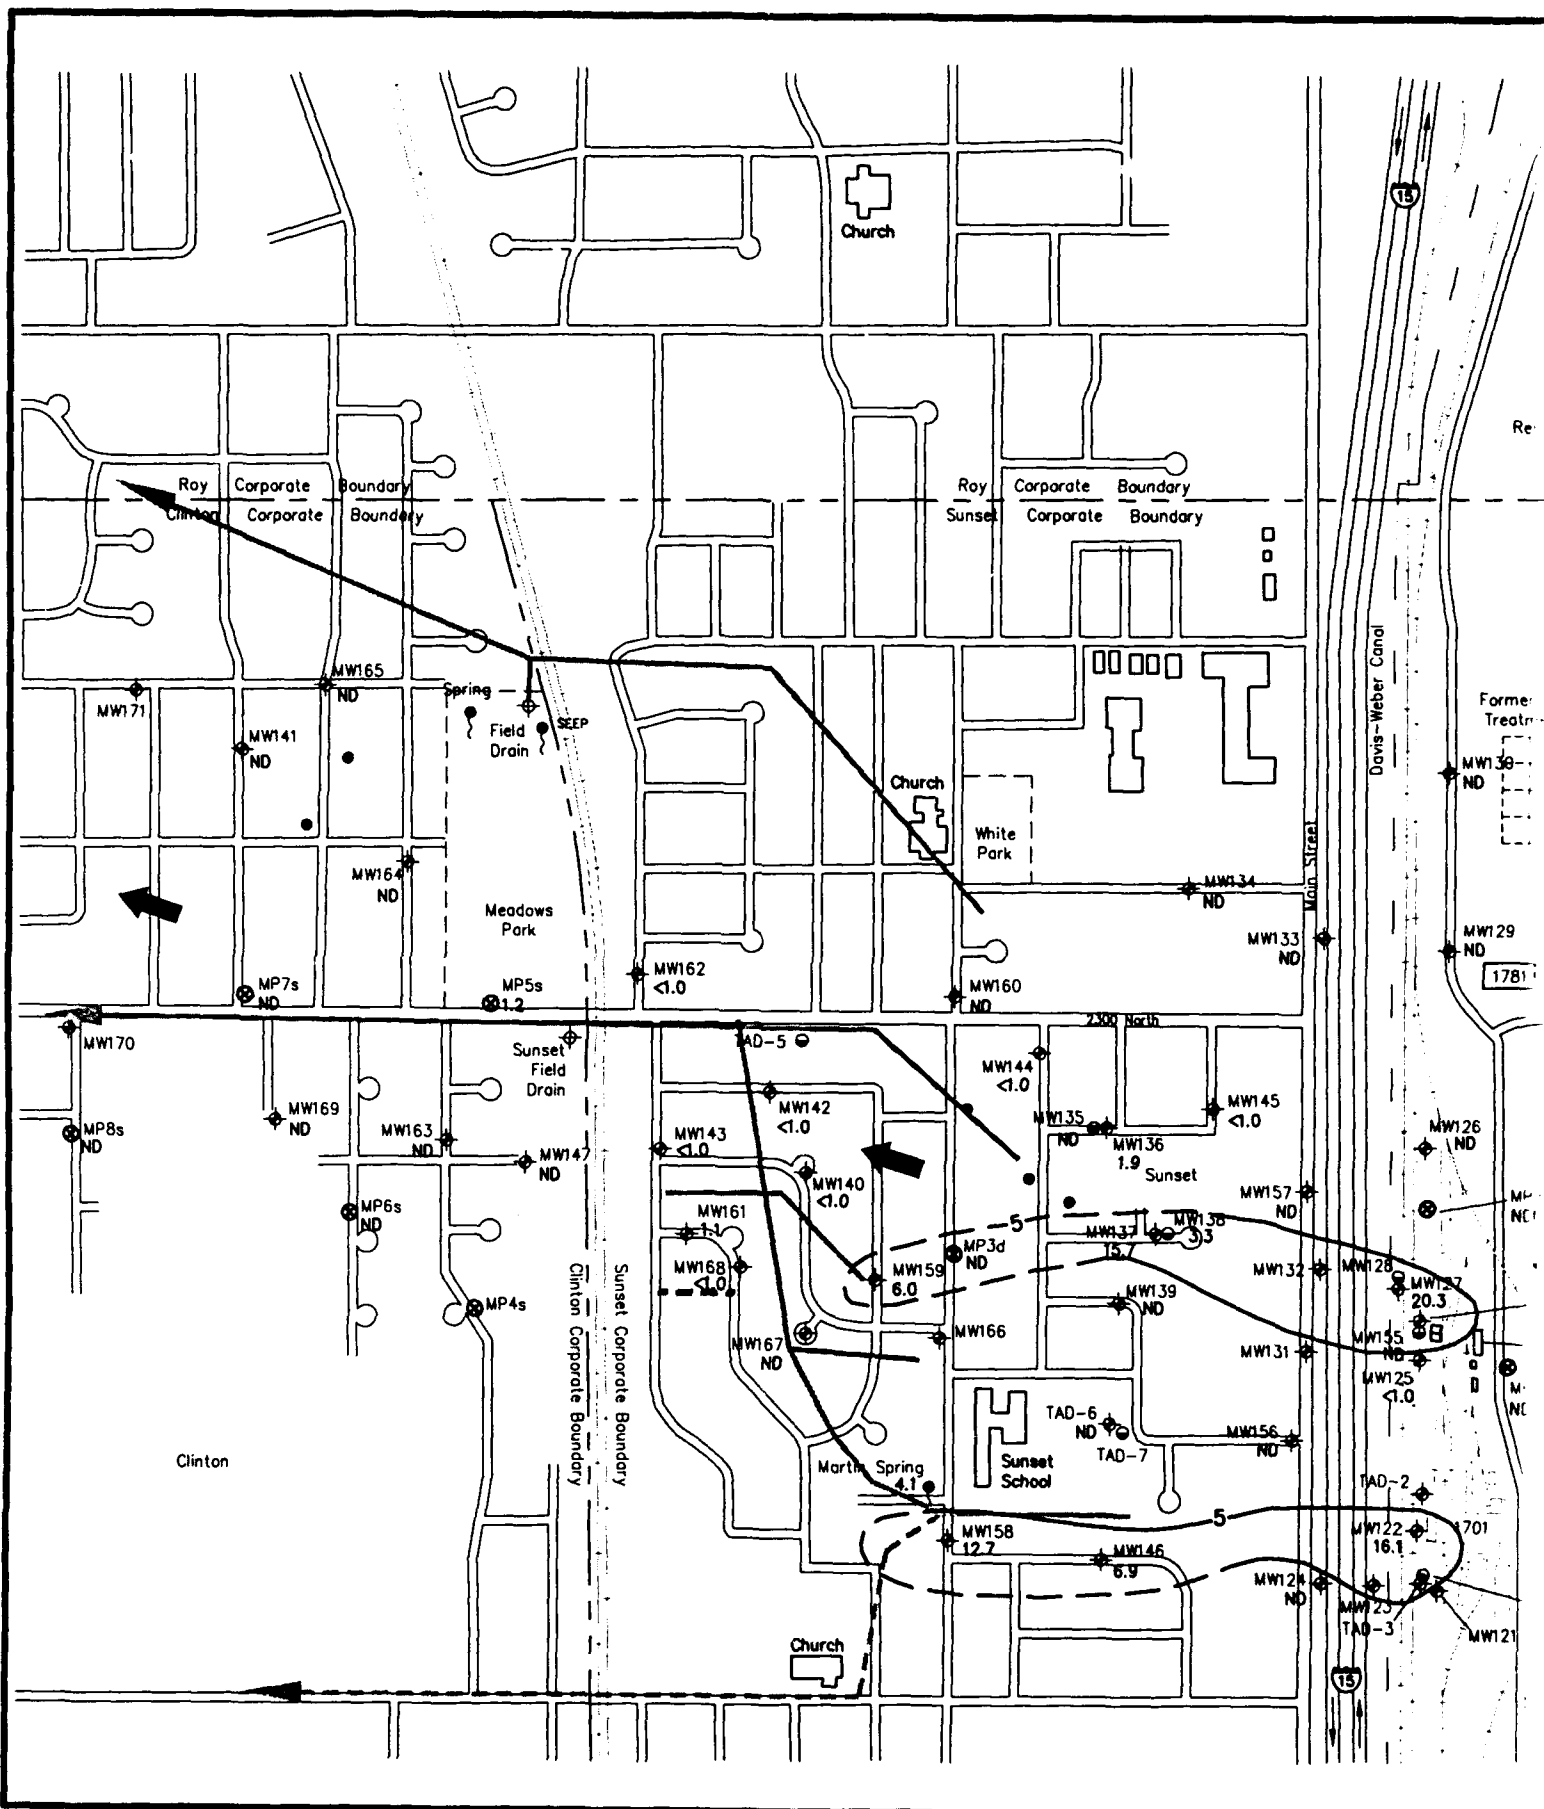 15
Church
Re
Roy Corporate Boundary
Clinton Corporate Boundary
Roy Corporate Boundary
Sunset Corporate Boundary
Davis-Weber Canal
MW165
ND
MW171
Spring
SEEP
Field
Drain
MW141
ND
MW130
ND
Church
White
Park
Main Street
MW164
ND
MW134
ND
Meadows
Park
MW133
ND
MW129
ND
1781
MW162
<1.0
MP7s
ND
MP5s
1.2
MW160
ND
2300 North
MW170
TAD-5
Sunset
Field
Drain
MW144
<1.0
MW142
<1.0
MW145
<1.0
MW169
ND
MW135
ND
MW136
1.9
MW126
ND
MP8s
ND
MW163
ND
MW143
<1.0
MW147
ND
MW140
<1.0
Sunset
MW157
ND
MP6s
ND
MW161
1.1
5
MW137
15.7
MW138
3.3
MP3d
ND
MW168
<1.0
MW159
6.0
MW132
MW128
MW127
20.3
MP4s
MW139
ND
Clinton Corporate Boundary
Sunset Corporate Boundary
MW167
ND
MW166
MW131
MW155
ND
MW125
<1.0
TAD-6
ND
TAD-7
MW156
ND
Clinton
Martin Spring
4.1
Sunset
School
TAD-2
5
MW158
12.7
MW122
16.1
1701
MW146
6.9
MW124
ND
MW123
TAD-3
MW121
Church
15